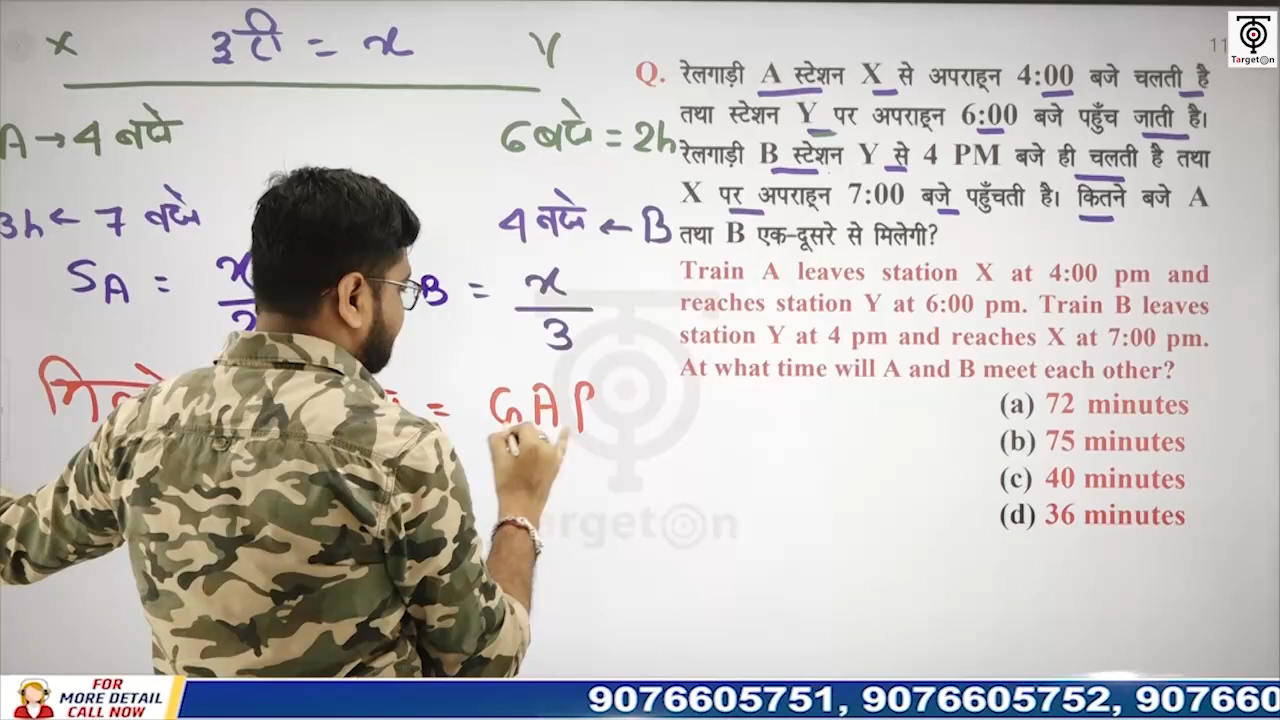 X दूरी = x Y
A → 4 बजे 6 बजे = 2h
3h ← 7 बजे 4 बजे ← B
SA = x B = x
3
= GAP
11
TargetOn
Q. रेलगाड़ी A स्टेशन X से अपराह्न 4:00 बजे चलती है
तथा स्टेशन Y पर अपराह्न 6:00 बजे पहुँच जाती है।
रेलगाड़ी B स्टेशन Y से 4 PM बजे ही चलती है तथा
X पर अपराह्न 7:00 बजे पहुँचती है। कितने बजे A
तथा B एक-दूसरे से मिलेगी?
Train A leaves station X at 4:00 pm and
reaches station Y at 6:00 pm. Train B leaves
station Y at 4 pm and reaches X at 7:00 pm.
At what time will A and B meet each other?
(a) 72 minutes
(b) 75 minutes
(c) 40 minutes
(d) 36 minutes
TargetOn
FOR
MORE DETAIL
CALL NOW
9076605751, 9076605752, 907660